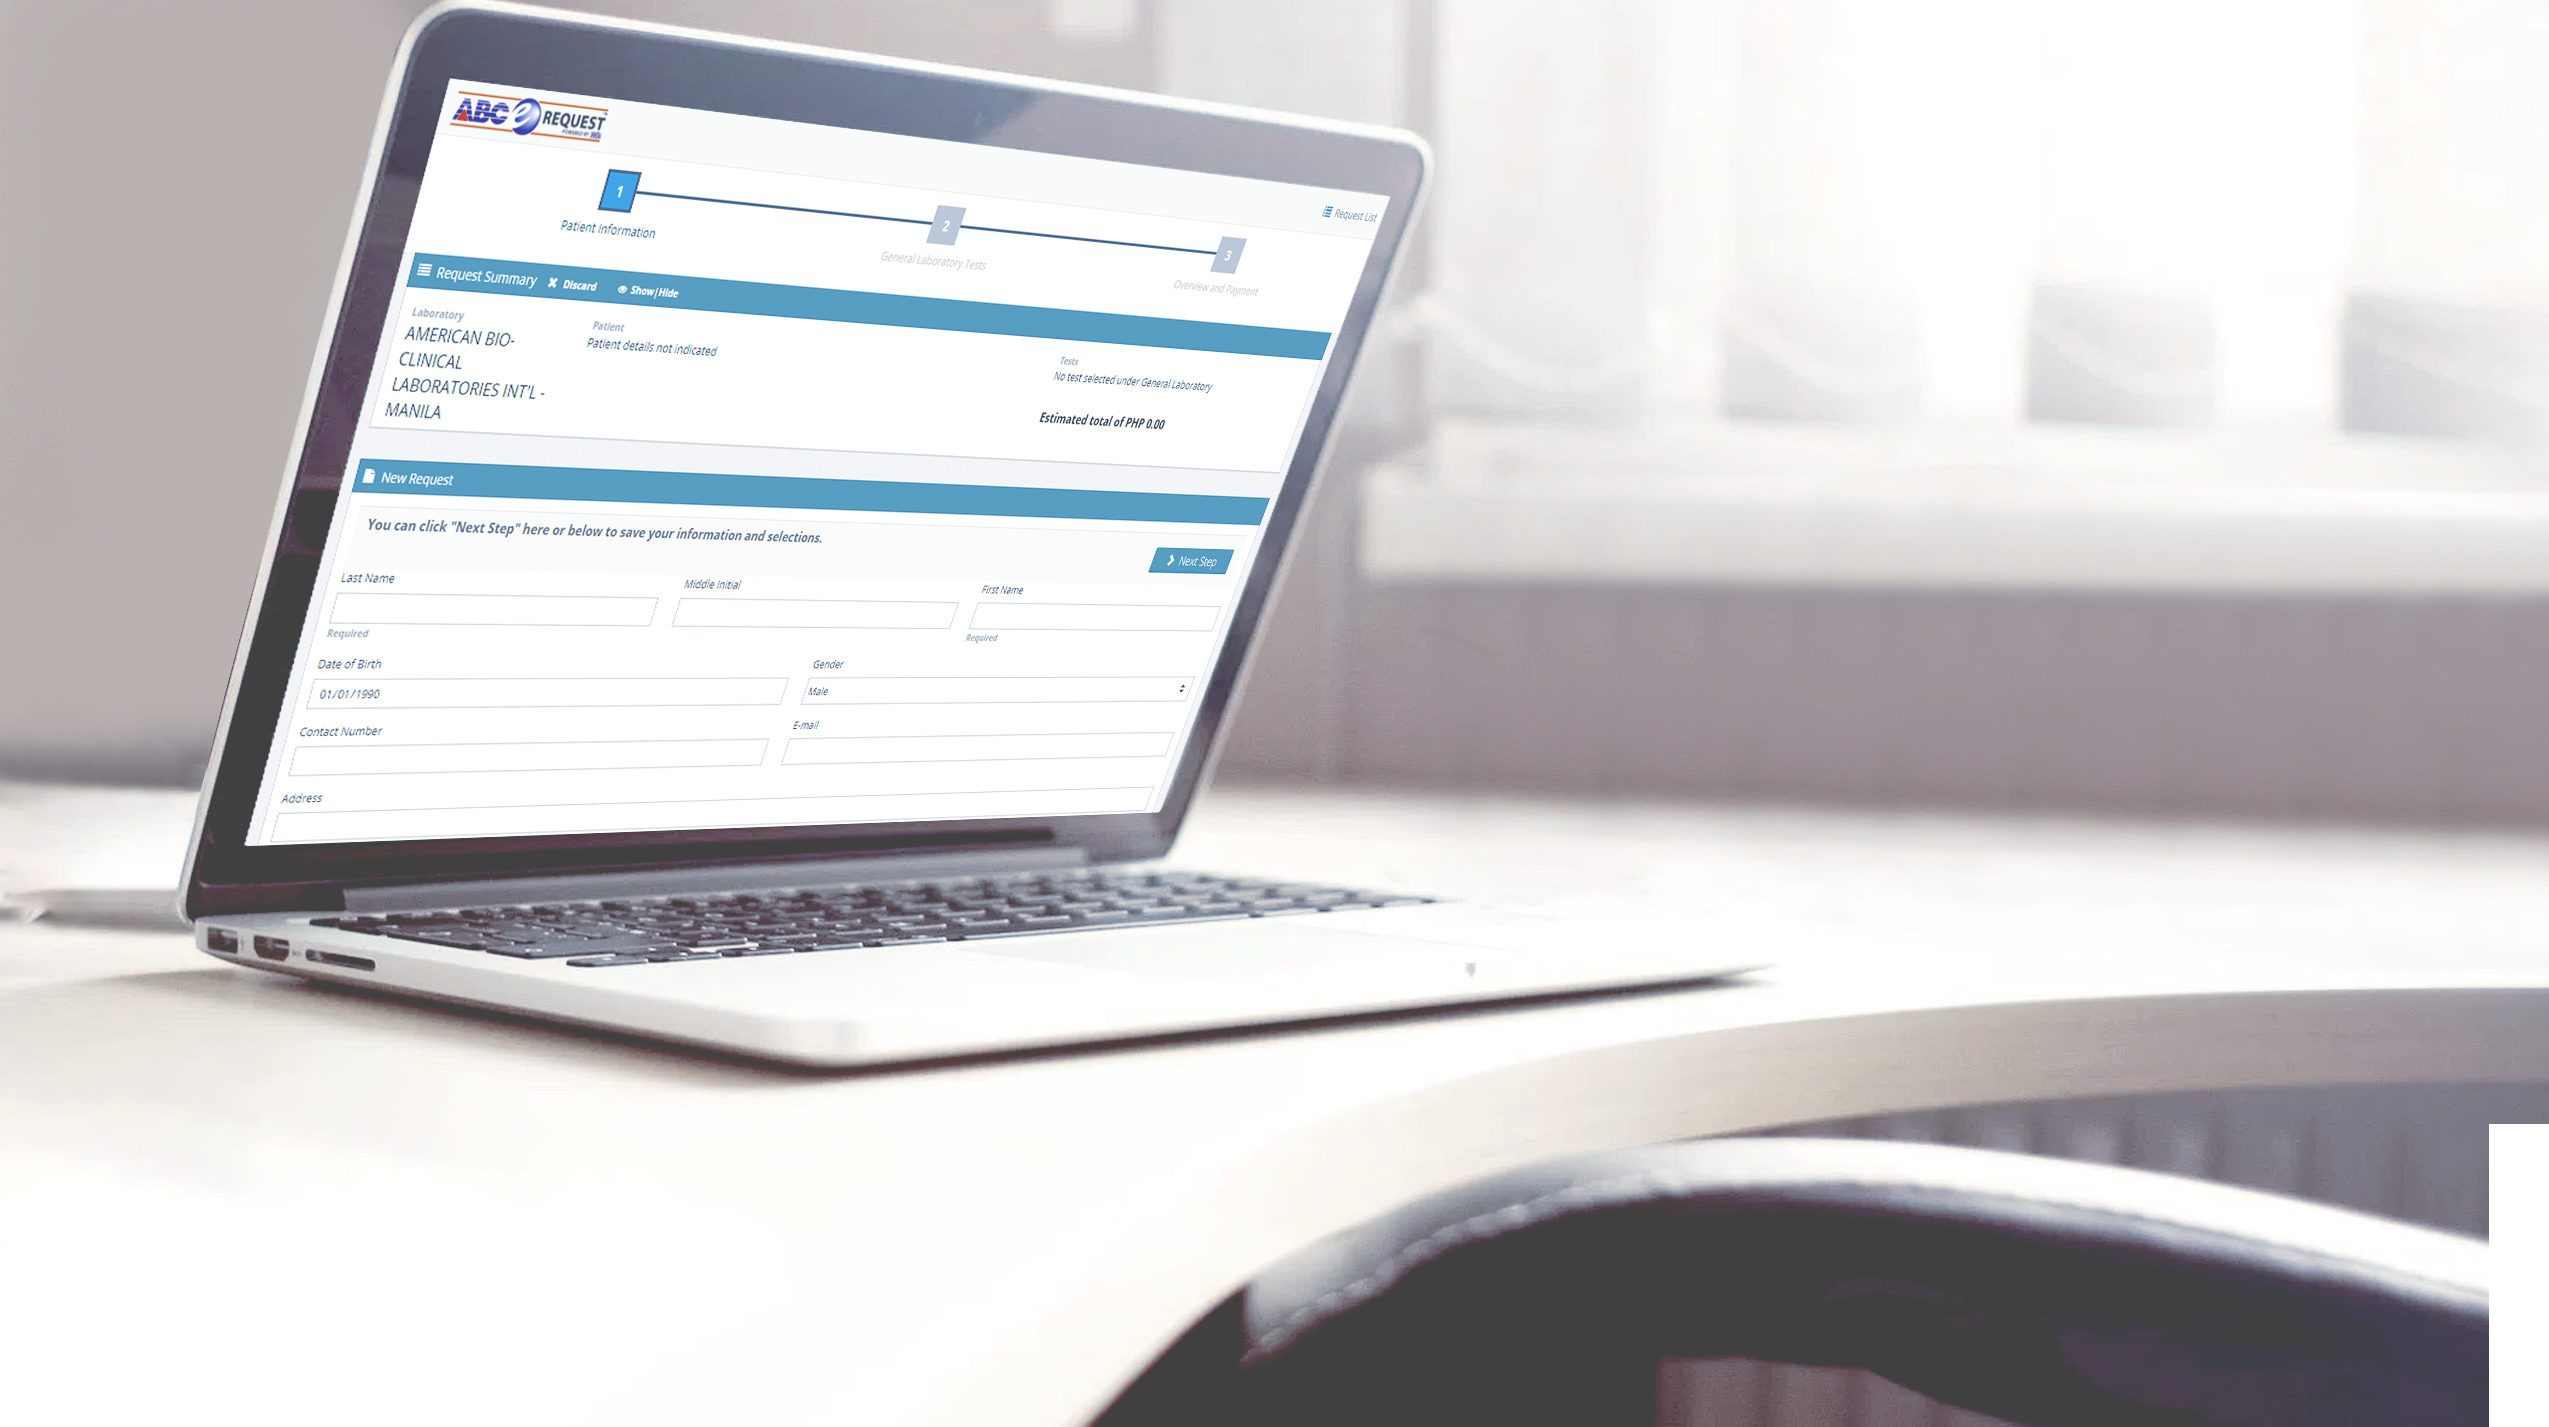 ABC e REQUEST
POWERED BY
Request List
1
2
3
Patient Information
General Laboratory Tests
Overview and Payment
Request Summary Discard Show|Hide
Laboratory
AMERICAN BIO-
CLINICAL
LABORATORIES INT'L -
MANILA
Patient
Patient details not indicated
Tests
No test selected under General Laboratory
Estimated total of PHP 0.00
New Request
You can click "Next Step" here or below to save your information and selections.
Next Step
Last Name
Middle Initial
First Name
Required
Required
Date of Birth
Gender
01/01/1990
Male
Contact Number
E-mail
Address